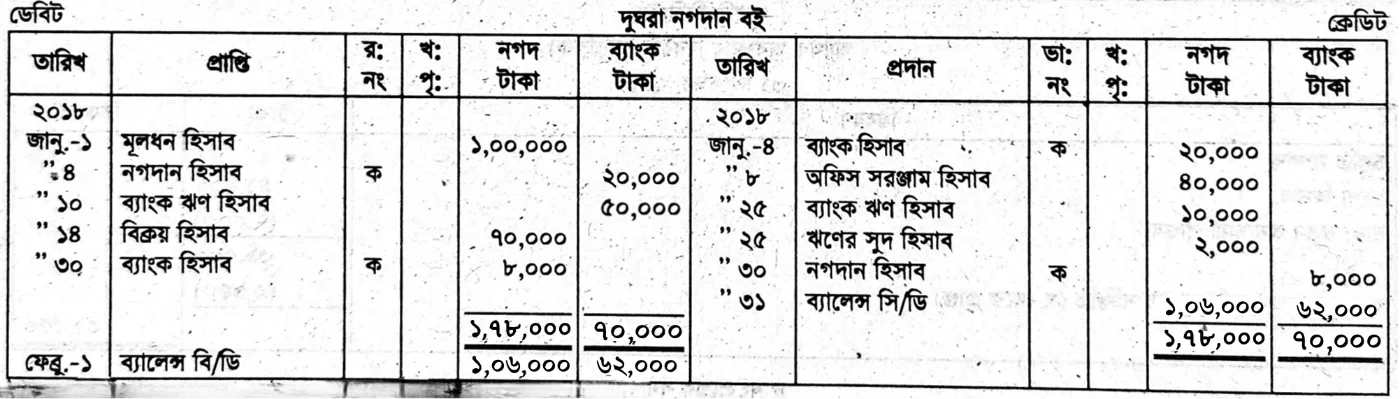 ডেবিট দুঘরা নগদান বই ক্রেডিট
তারিখ প্রাপ্তি র: নং খ: পৃ: নগদ টাকা ব্যাংক টাকা তারিখ প্রদান ভা: নং খ: পৃ: নগদ টাকা ব্যাংক টাকা
২০১৮ ২০১৮
জানু.-১ মূলধন হিসাব ১,০০,০০০ জানু.-৪ ব্যাংক হিসাব ক ২০,০০০
” ৪ নগদান হিসাব ক ২০,০০০ ” ৮ অফিস সরঞ্জাম হিসাব ৪০,০০০
” ১০ ব্যাংক ঋণ হিসাব ৫০,০০০ ” ২৫ ব্যাংক ঋণ হিসাব ১০,০০০
” ১৪ বিক্রয় হিসাব ৭০,০০০ ” ২৫ ঋণের সুদ হিসাব ২,০০০
” ৩০ ব্যাংক হিসাব ক ৮,০০০ ” ৩০ নগদান হিসাব ক ৮,০০০
” ৩১ ব্যালেন্স সি/ডি ১,০৬,০০০ ৬২,০০০
১,৭৮,০০০ ৭০,০০০ ১,৭৮,০০০ ৭০,০০০
ফেব্রু.-১ ব্যালেন্স বি/ডি ১,০৬,০০০ ৬২,০০০